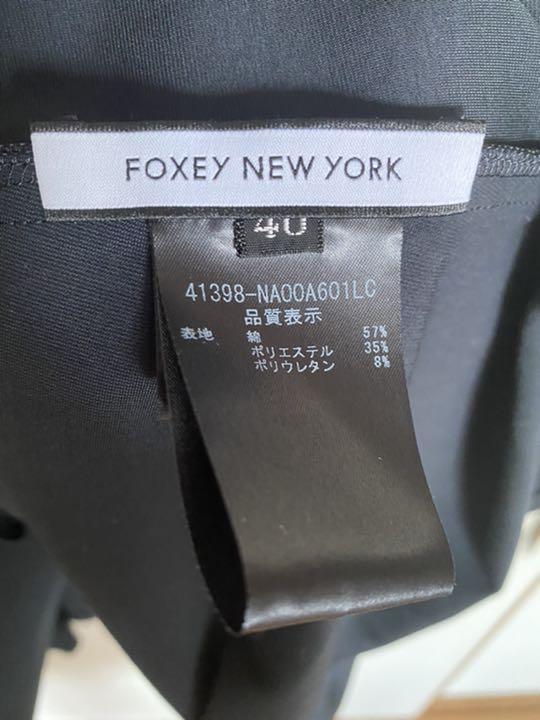 FOXEY NEW YORK
40
41398-NA00A601LC
品質表示
表地 綿 57%
ポリエステル 35%
ポリウレタン 8%